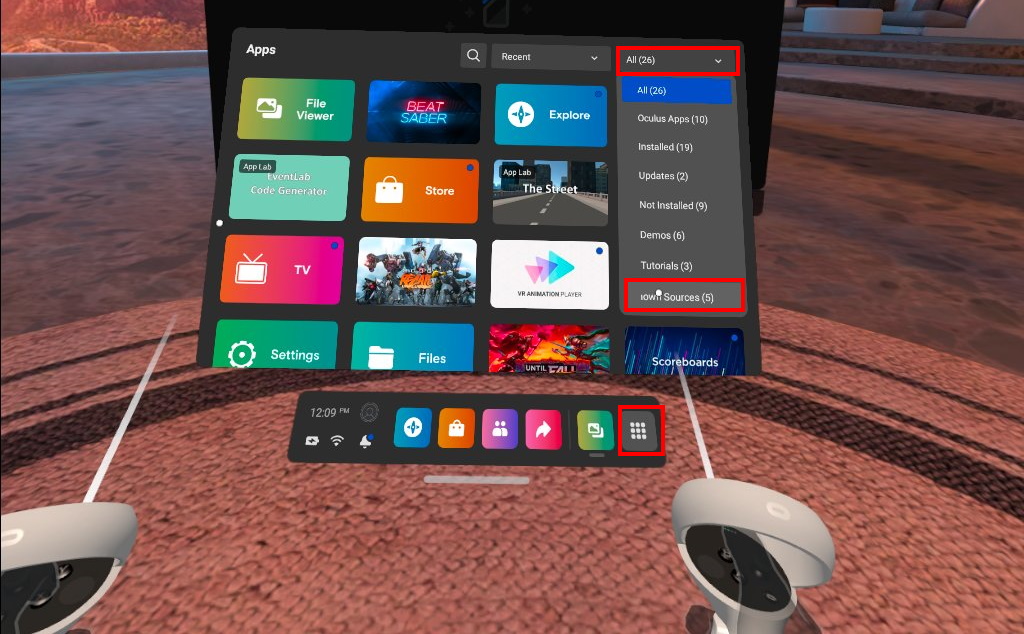 Apps
Recent
All (26)
File
Viewer
BEAT
SABER
Explore
All (26)
Oculus Apps (10)
Installed (19)
Updates (2)
Not Installed (9)
Demos (6)
Tutorials (3)
Sources (5)
App Lab
EventLab
Code Generator
Store
App Lab
The Street
TV
VR ANIMATION PLAYER
Settings
Files
UNTIL FALL
Scoreboards
12:09 PM